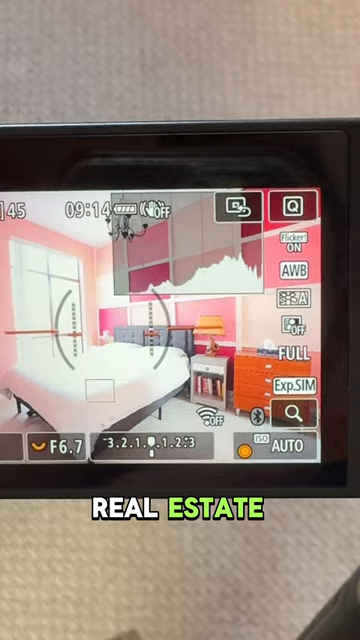 ]45 09:14 OFF Q
Flicker!
ON
AWB
A
OFF
FULL
Exp.SIM
OFF
F6.7 -3.2.1.0.1.2.:3 ISO AUTO
REAL ESTATE